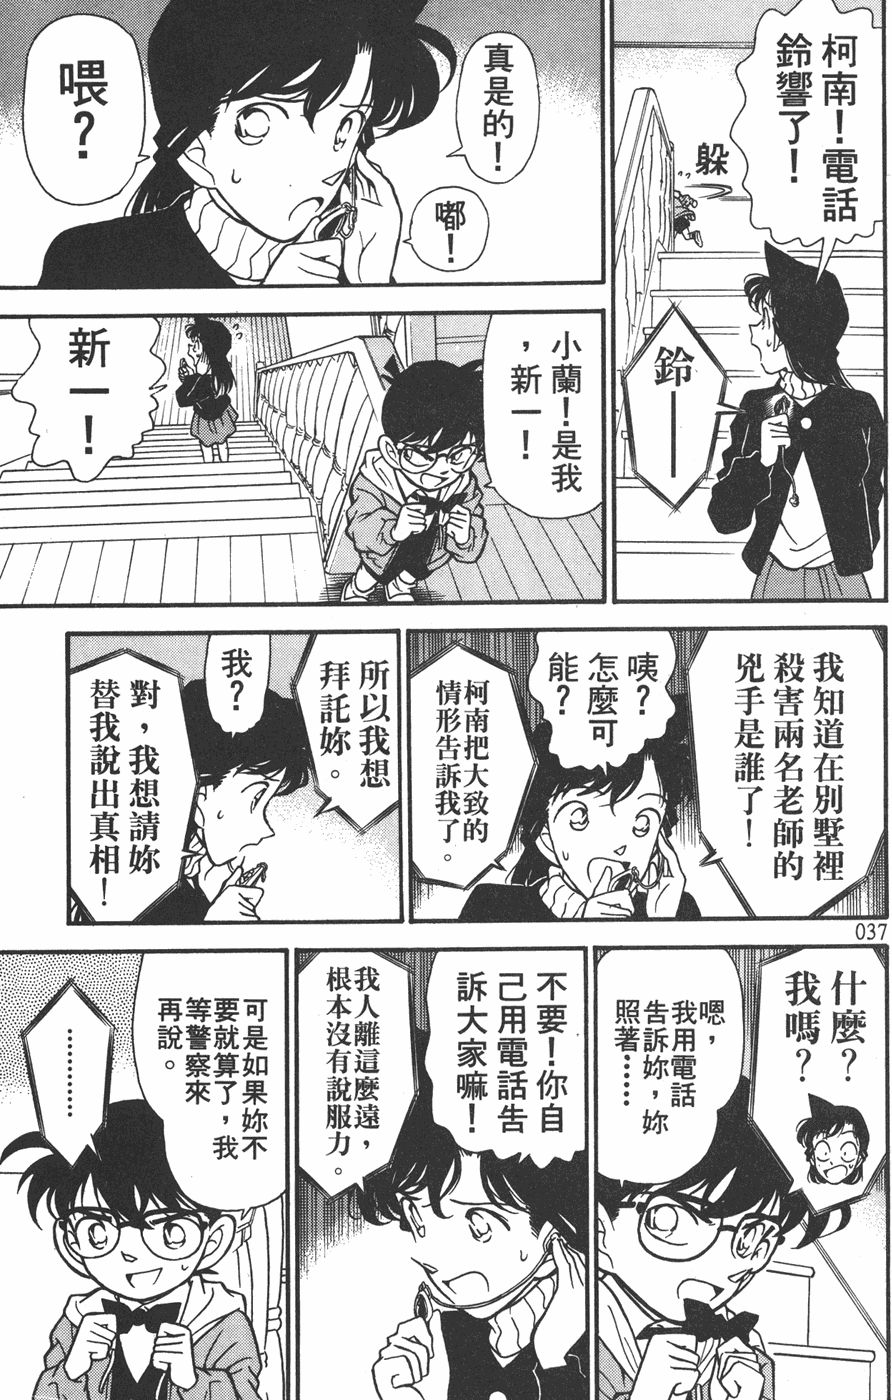 柯南！電話
鈴響了！
躲
鈴——
真是的！
嘟！
喂？
小蘭！是我
，新一！
新一！
我知道在別墅裡
殺害兩名老師的
兇手是誰了！
咦？
怎麼可
能？
柯南把大致的
情形告訴我了。
所以我想
拜託妳。
我？
對，我想請妳
替我說出真相！
037
什麼？
我嗎？
嗯，
我用電話
告訴妳，妳
照著……
不要！你自
己用電話告
訴大家嘛！
我人離這麼遠，
根本沒有說服力。
可是如果妳不
要就算了，我
等警察來
再說。
………